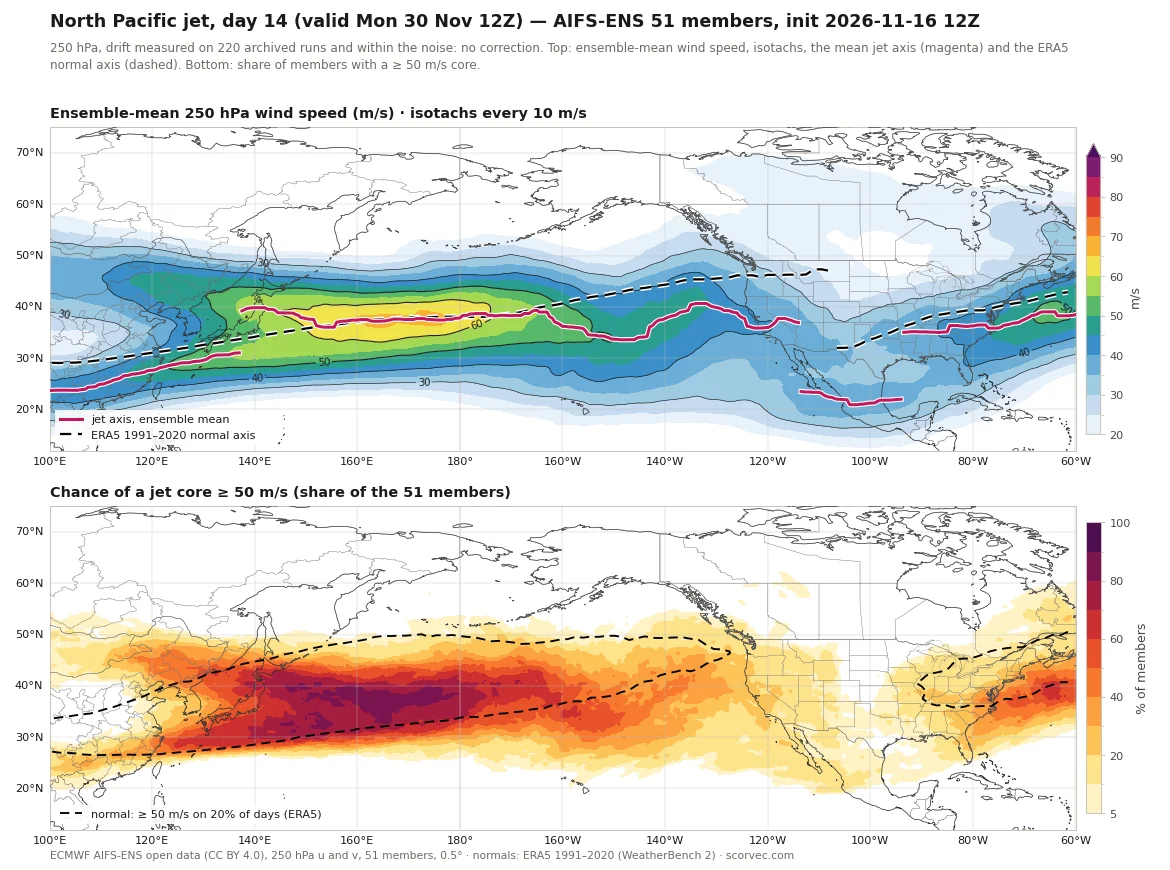 North Pacific jet, day 14 (valid Mon 30 Nov 12Z) — AIFS-ENS 51 members, init 2026-11-16 12Z
250 hPa, drift measured on 220 archived runs and within the noise: no correction. Top: ensemble-mean wind speed, isotachs, the mean jet axis (magenta) and the ERA5
normal axis (dashed). Bottom: share of members with a ≥ 50 m/s core.
Ensemble-mean 250 hPa wind speed (m/s) · isotachs every 10 m/s
70°N
60°N
50°N
40°N
30°N
20°N
30
30
60
50
40
30
40
jet axis, ensemble mean
ERA5 1991–2020 normal axis
100°E 120°E 140°E 160°E 180° 160°W 140°W 120°W 100°W 80°W 60°W
90
80
70
60
50
40
30
20
m/s
Chance of a jet core ≥ 50 m/s (share of the 51 members)
70°N
60°N
50°N
40°N
30°N
20°N
normal: ≥ 50 m/s on 20% of days (ERA5)
100°E 120°E 140°E 160°E 180° 160°W 140°W 120°W 100°W 80°W 60°W
100
80
60
40
20
5
% of members
ECMWF AIFS-ENS open data (CC BY 4.0), 250 hPa u and v, 51 members, 0.5° · normals: ERA5 1991–2020 (WeatherBench 2) · scorvec.com